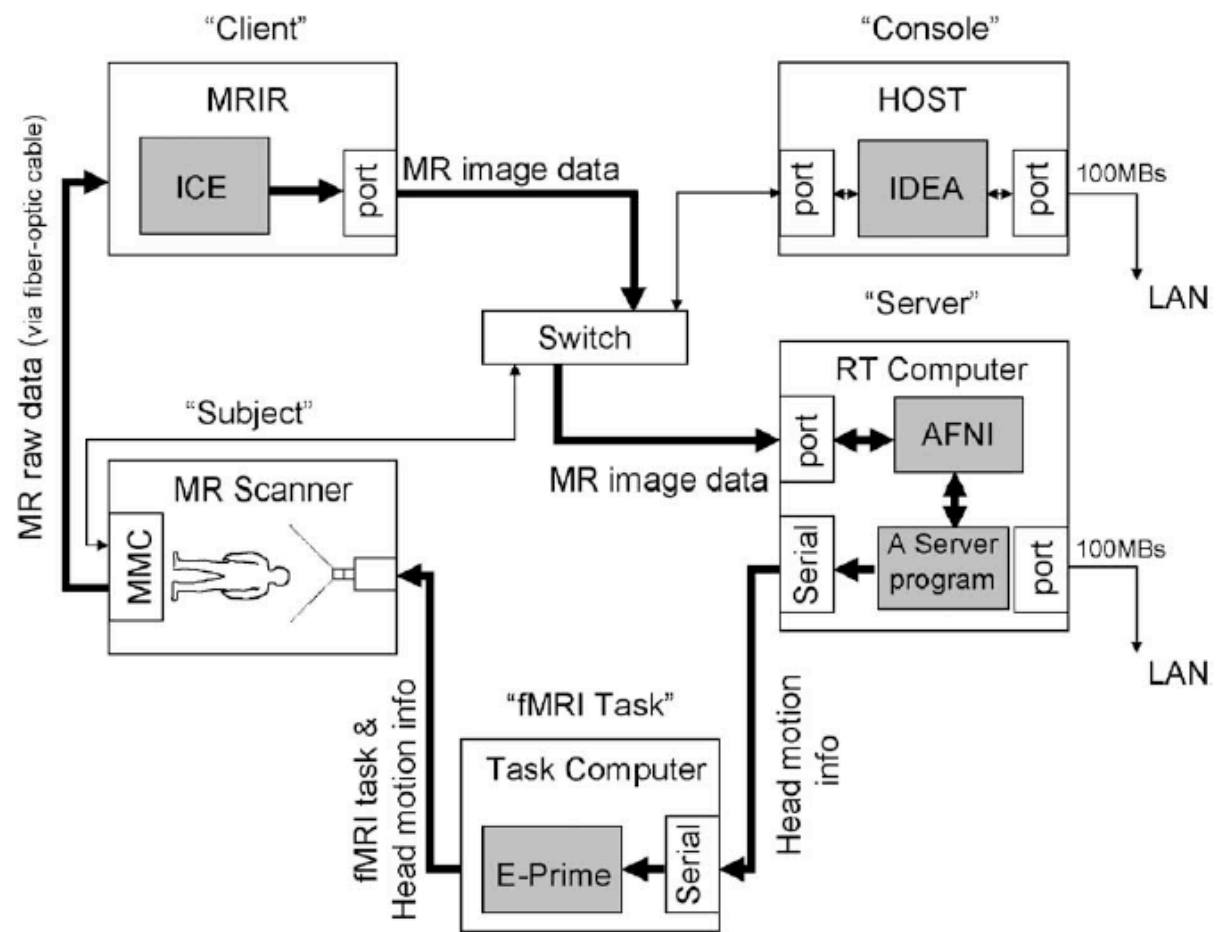 “Client”
MRIR
ICE
port
MR image data
MR raw data (via fiber-optic cable)
“Console”
HOST
port
IDEA
port
100MBs
LAN
Switch
“Server”
RT Computer
port
AFNI
MR image data
Serial
A Server
program
port
100MBs
LAN
“Subject”
MR Scanner
MMC
fMRI task &
Head motion info
“fMRI Task”
Task Computer
E-Prime
Serial
Head motion
info